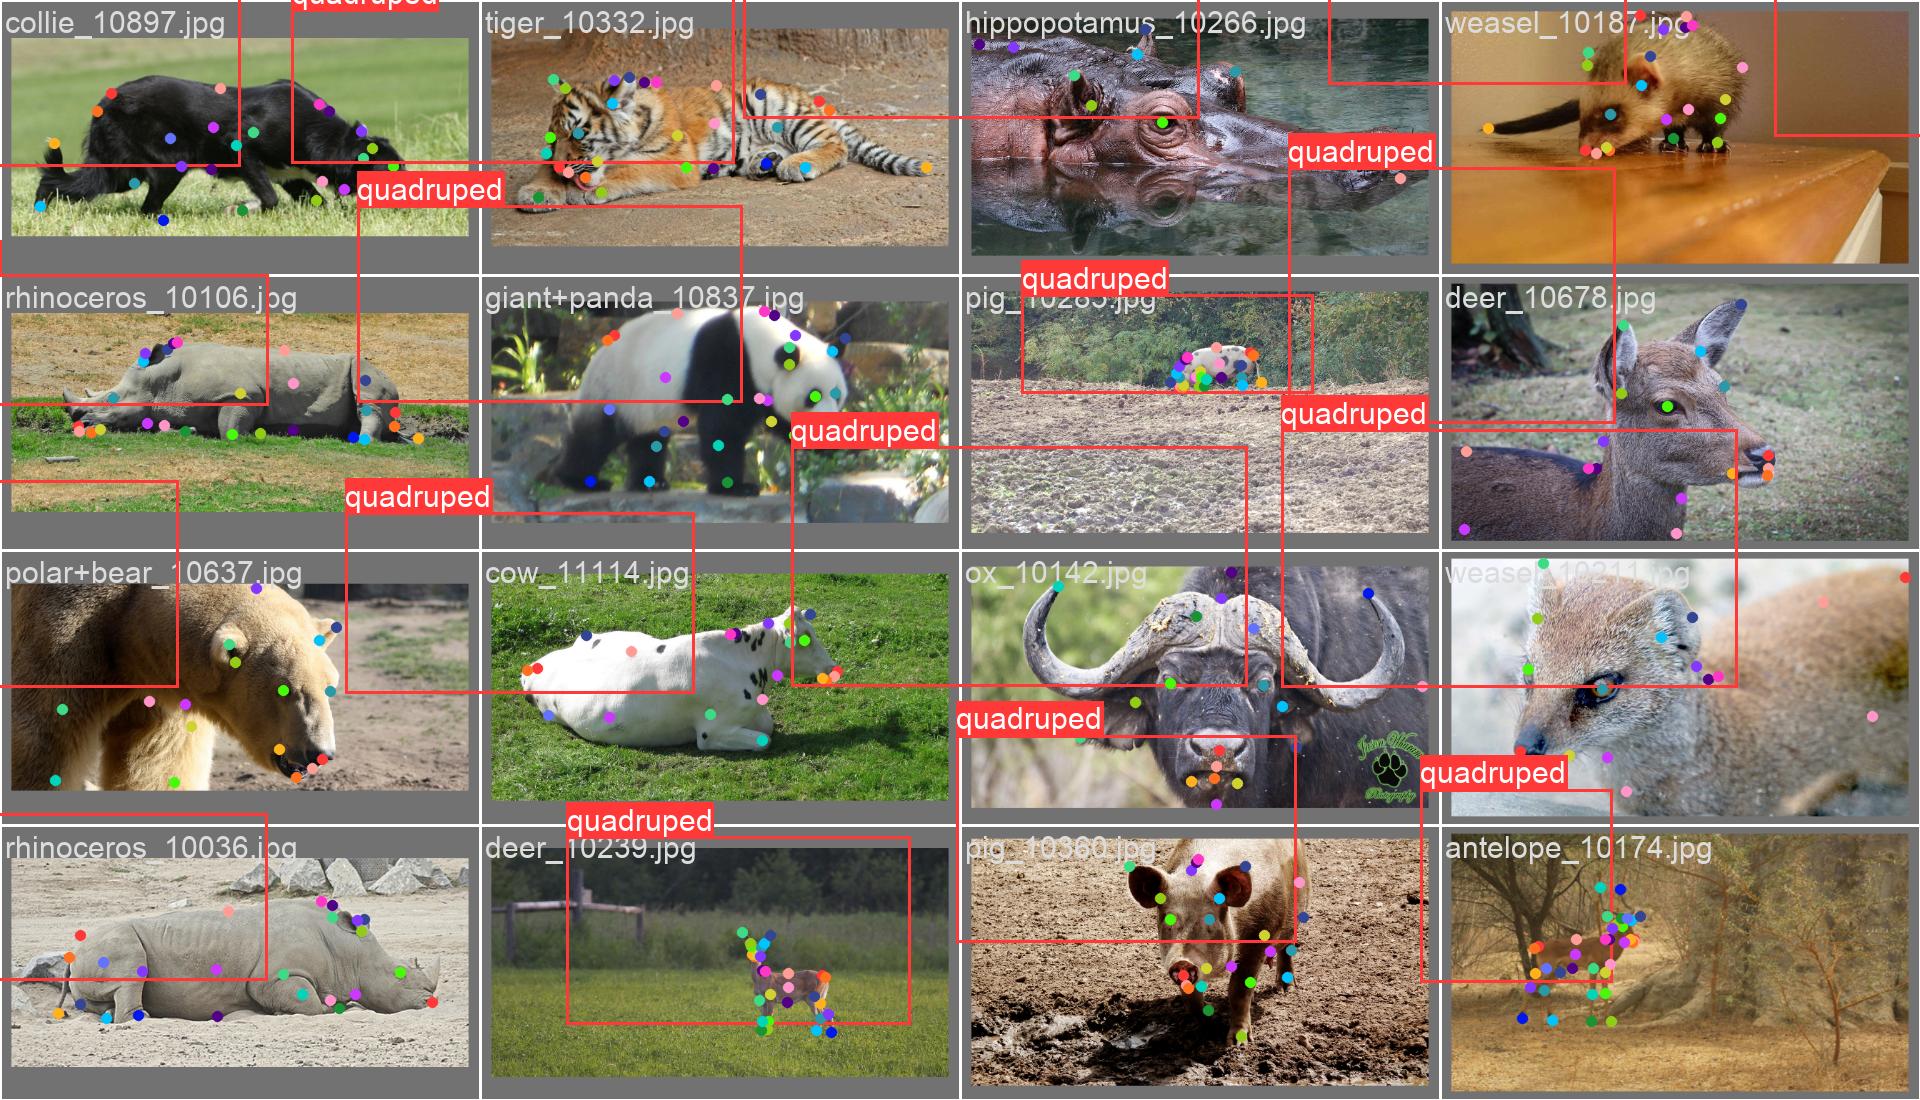 collie_10897.jpg
quadruped
tiger_10332.jpg
hippopotamus_10266.jpg
weasel_10187.jpg
quadruped
quadruped
rhinoceros_10106.jpg
giant+panda_10837.jpg
quadruped
pig_10285.jpg
deer_10678.jpg
quadruped
quadruped
quadruped
polar+bear_10637.jpg
cow_11114.jpg
ox_10142.jpg
weasel_10211.jpg
quadruped
quadruped
rhinoceros_10036.jpg
quadruped
deer_10239.jpg
pig_10360.jpg
antelope_10174.jpg
Photography